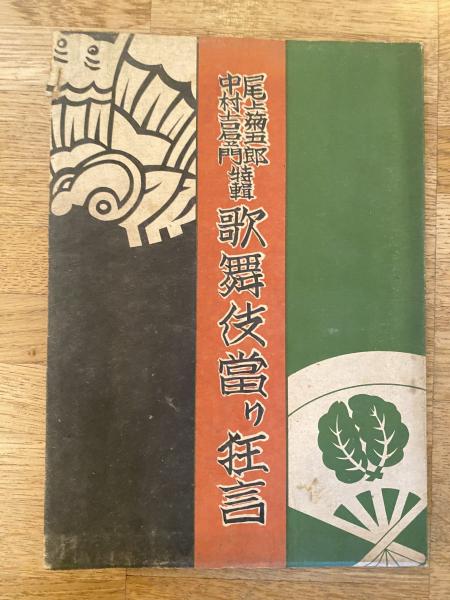 尾上菊五郎
中村吉右衛門 特輯
歌舞伎當り狂言